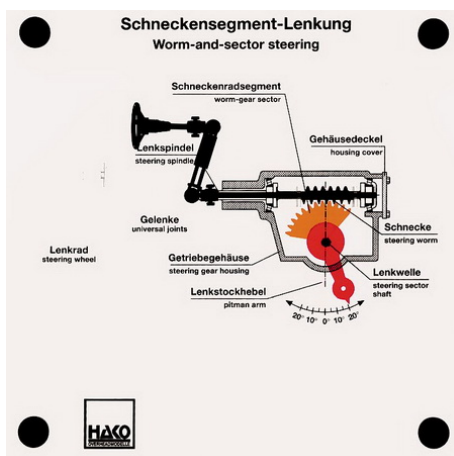 Schneckensegment-Lenkung
Worm-and-sector steering
Schneckenradsegment
worm-gear sector
Gehäusedeckel
housing cover
Lenkspindel
steering spindle
Gelenke
universal joints
Schnecke
steering worm
Lenkrad
steering wheel
Getriebegehäuse
steering gear housing
Lenkwelle
steering sector
shaft
Lenkstockhebel
pitman arm
20° 10° 0° 10° 20°
HAKO